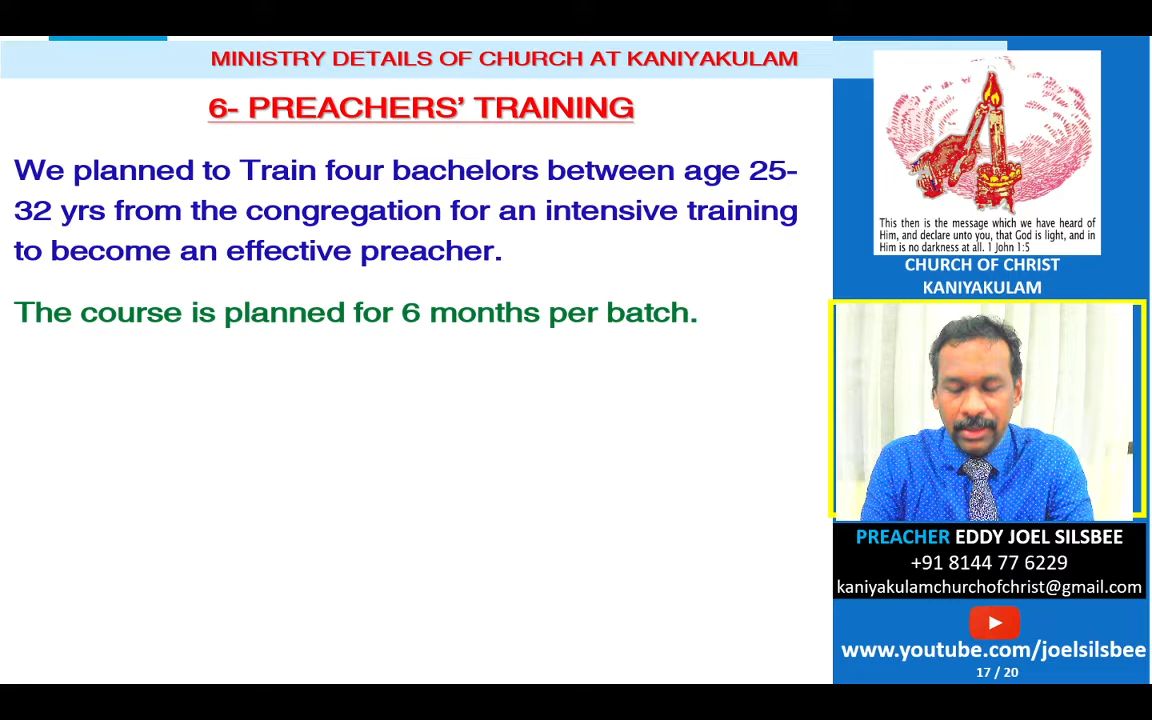 MINISTRY DETAILS OF CHURCH AT KANIYAKULAM
6- PREACHERS’ TRAINING
We planned to Train four bachelors between age 25-
32 yrs from the congregation for an intensive training
to become an effective preacher.
The course is planned for 6 months per batch.
This then is the message which we have heard of
Him, and declare unto you, that God is light, and in
Him is no darkness at all. 1 John 1:5
CHURCH OF CHRIST
KANIYAKULAM
PREACHER EDDY JOEL SILSBEE
+91 8144 77 6229
kaniyakulamchurchofchrist@gmail.com
www.youtube.com/joelsilsbee
17 / 20